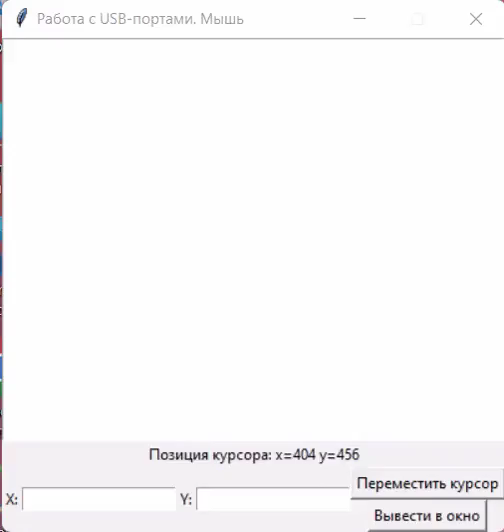 Работа с USB-портами. Мышь
Позиция курсора: x=404 y=456
Переместить курсор
X: Y:
Вывести в окно